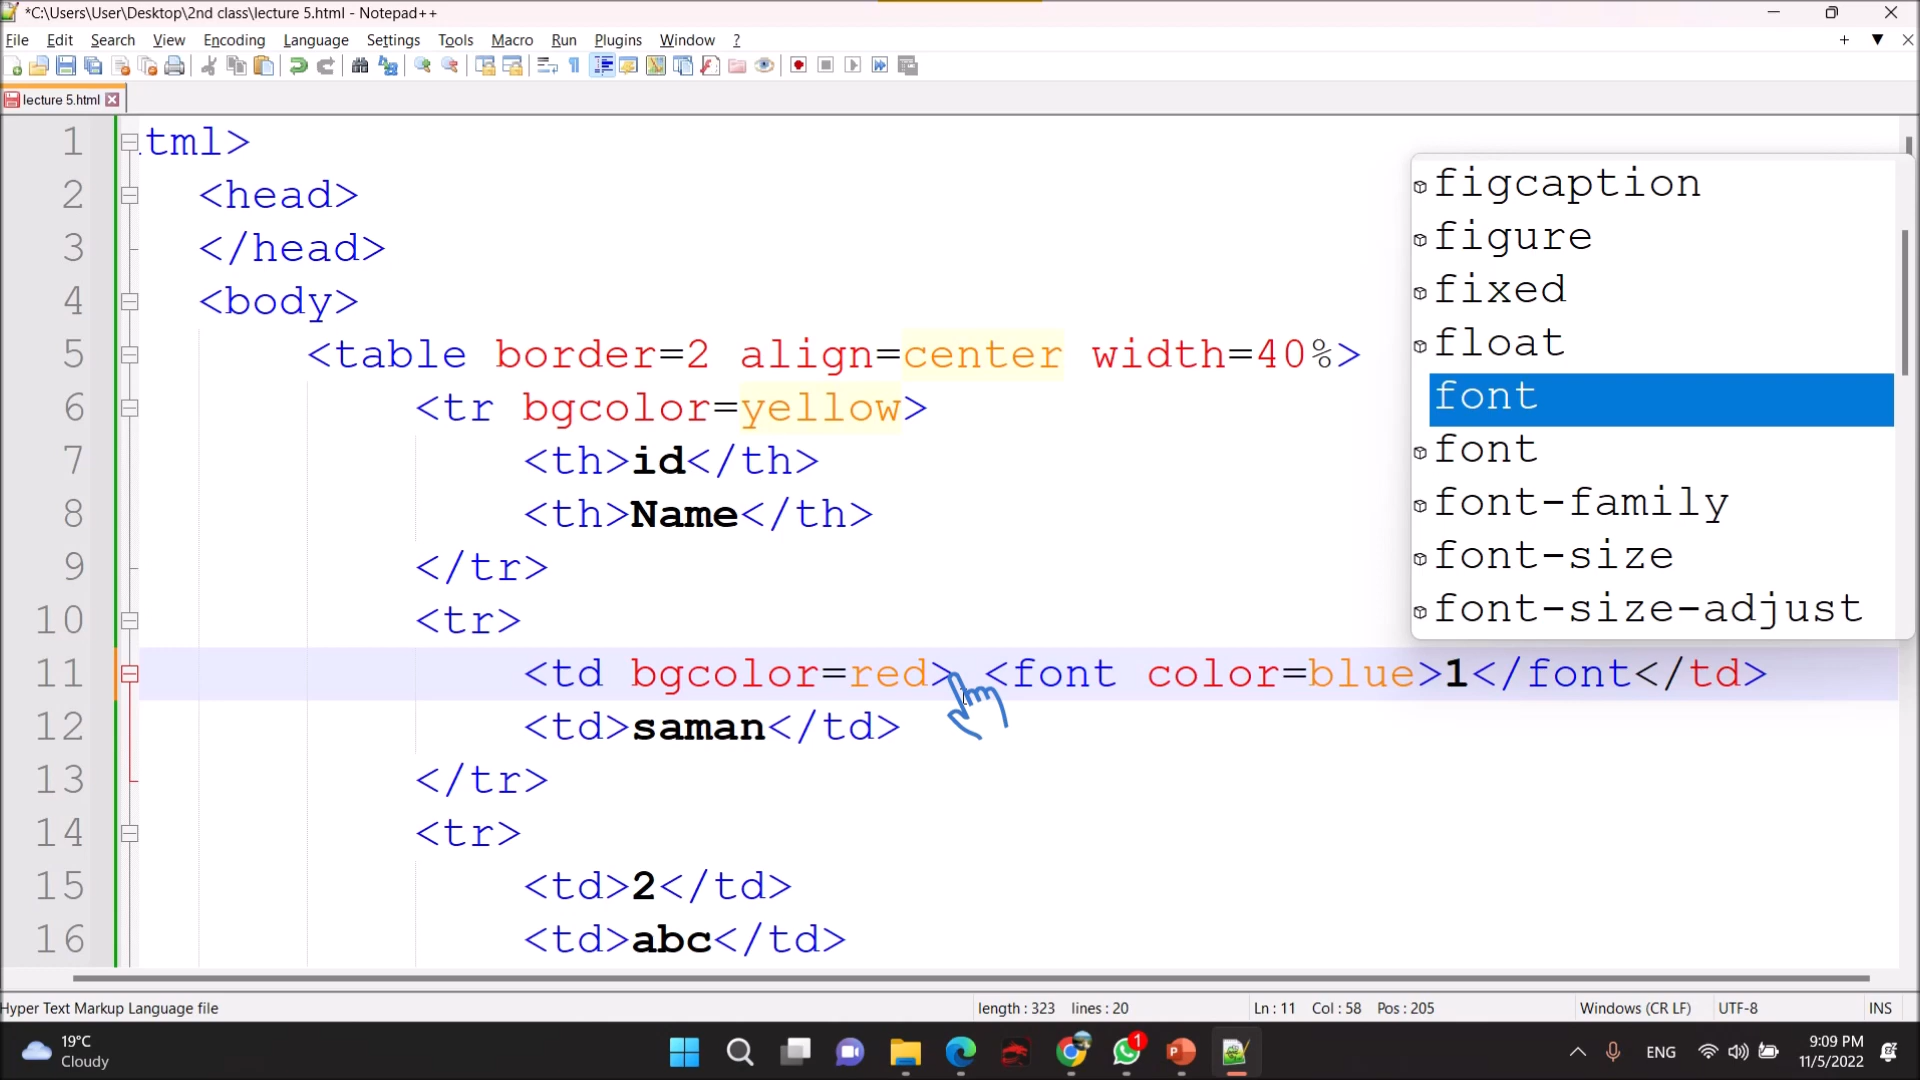 *C:\Users\User\Desktop\2nd class\lecture 5.html - Notepad++
File Edit Search View Encoding Language Settings Tools Macro Run Plugins Window ?
lecture 5.html
1 tml>
2 <head>
3 </head>
4 <body>
5 <table border=2 align=center width=40%>
6 <tr bgcolor=yellow>
7 <th>id</th>
8 <th>Name</th>
9 </tr>
10 <tr>
11 <td bgcolor=red> <font color=blue>1</font</td>
12 <td>saman</td>
13 </tr>
14 <tr>
15 <td>2</td>
16 <td>abc</td>
figcaption
figure
fixed
float
font
font
font-family
font-size
font-size-adjust
Hyper Text Markup Language file length : 323 lines : 20 Ln : 11 Col : 58 Pos : 205 Windows (CR LF) UTF-8 INS
19°C
Cloudy
1
ENG
9:09 PM
11/5/2022